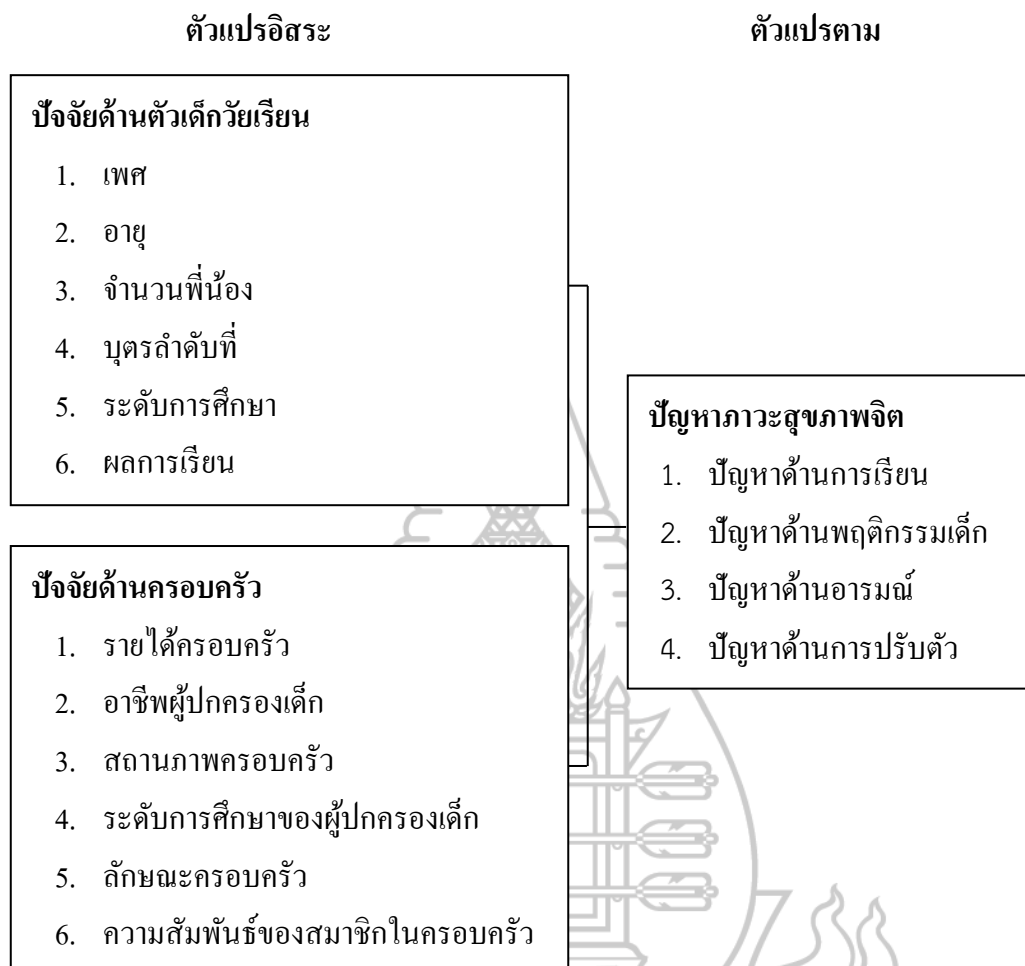 ตัวแปรอิสระ
ตัวแปรตาม
ปัจจัยด้านตัวเด็กวัยเรียน
1. เพศ
2. อายุ
3. จำนวนพี่น้อง
4. บุตรลำดับที่
5. ระดับการศึกษา
6. ผลการเรียน
ปัจจัยด้านครอบครัว
1. รายได้ครอบครัว
2. อาชีพผู้ปกครองเด็ก
3. สถานภาพครอบครัว
4. ระดับการศึกษาของผู้ปกครองเด็ก
5. ลักษณะครอบครัว
6. ความสัมพันธ์ของสมาชิกในครอบครัว
ปัญหาภาวะสุขภาพจิต
1. ปัญหาด้านการเรียน
2. ปัญหาด้านพฤติกรรมเด็ก
3. ปัญหาด้านอารมณ์
4. ปัญหาด้านการปรับตัว